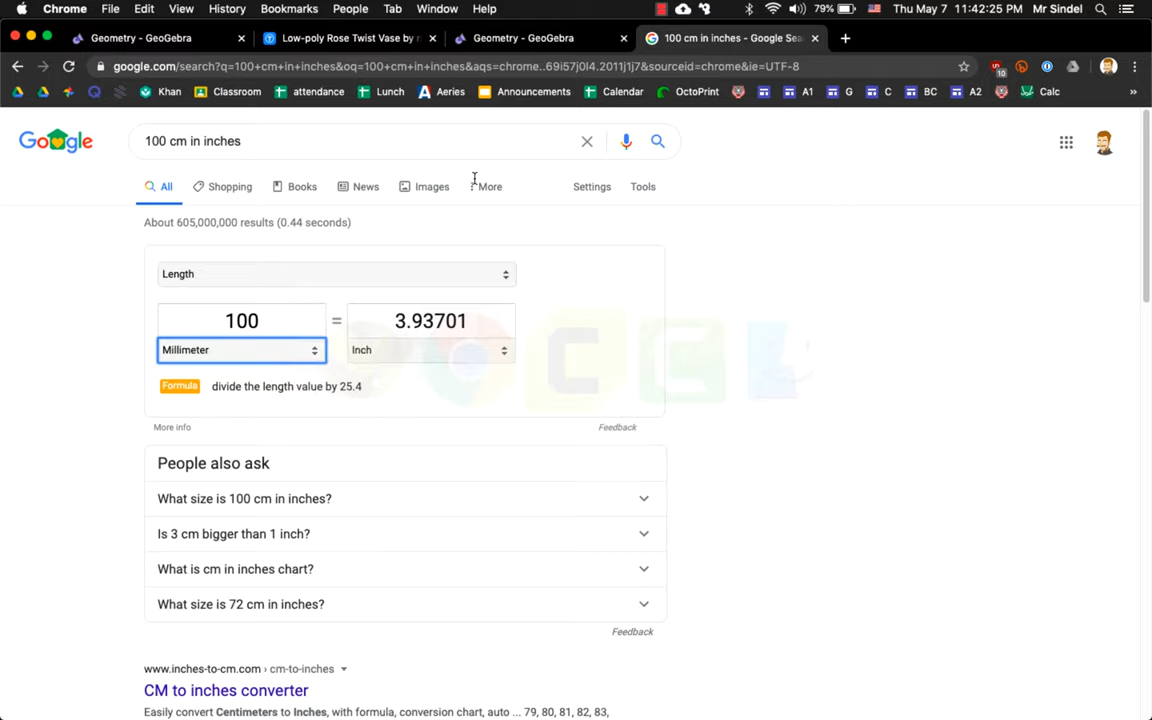 Chrome File Edit View History Bookmarks People Tab Window Help 79% Thu May 7 11:42:25 AM Mr Sindel
Geometry - GeoGebra Low-poly Rose Twist Vase by Geometry - GeoGebra 100 cm in inches - Google Sea
google.com/search?q=100+cm+in+inches&oq=100+cm+in+inches&aqs=chrome..69i57j0l4.2011j1j7&sourceid=chrome&ie=UTF-8 10
Khan Classroom attendance Lunch Aeries Announcements Calendar OctoPrint A1 G C BC A2 Calc »
Google 100 cm in inches
All Shopping Books News Images More Settings Tools
About 605,000,000 results (0.44 seconds)
Length
100 = 3.93701
Millimeter Inch
Formula divide the length value by 25.4
More info Feedback
People also ask
What size is 100 cm in inches?
Is 3 cm bigger than 1 inch?
What is cm in inches chart?
What size is 72 cm in inches?
Feedback
www.inches-to-cm.com › cm-to-inches
CM to inches converter
Easily convert Centimeters to Inches, with formula, conversion chart, auto ... 79, 80, 81, 82, 83,